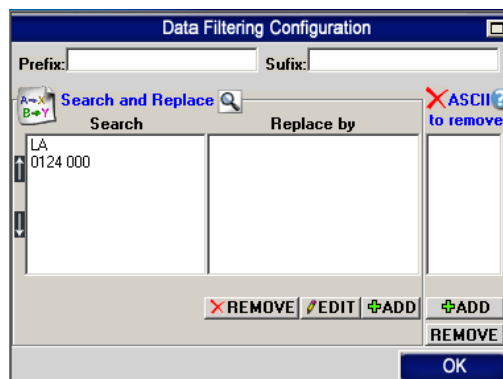 Data Filtering Configuration
Prefix: Sufix:
A→X
B→Y
Search and Replace
ASCII ?
to remove
Search Replace by
LA
0124 000
REMOVE EDIT ADD ADD
REMOVE
OK